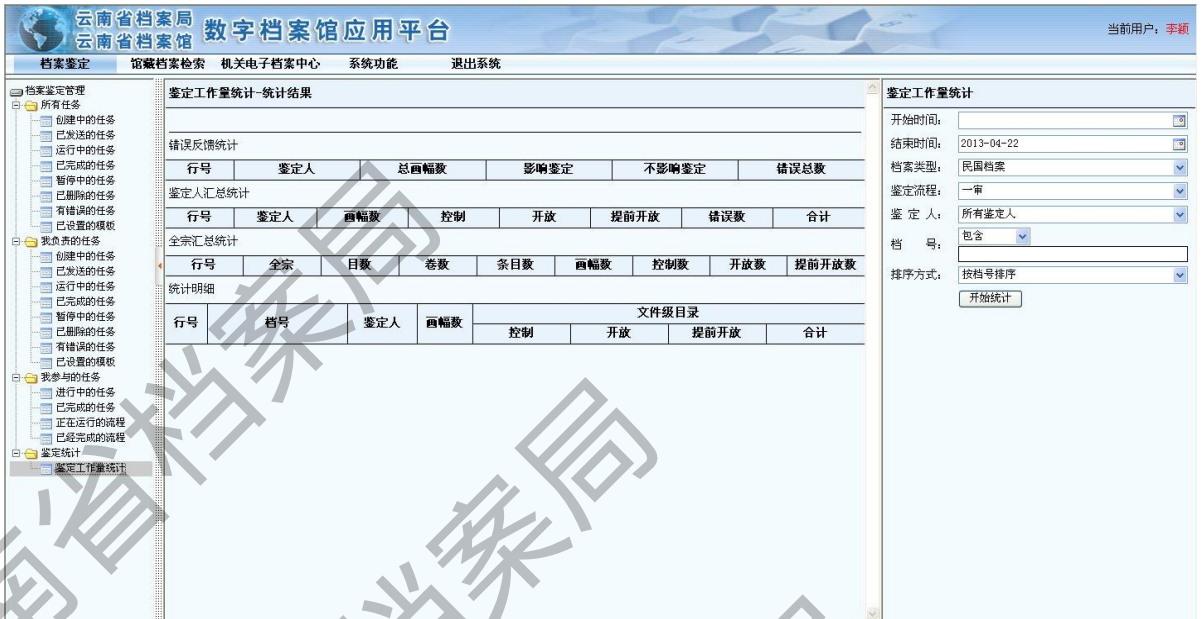 云南省档案局
云南省档案馆
数字档案馆应用平台
当前用户：李颖
档案鉴定 馆藏档案检索 机关电子档案中心 系统功能 退出系统
档案鉴定管理
所有任务
创建中的任务
已发送的任务
运行中的任务
已完成的任务
暂停中的任务
已删除的任务
有错误的任务
已设置的模板
我负责的任务
创建中的任务
已发送的任务
运行中的任务
已完成的任务
暂停中的任务
已删除的任务
有错误的任务
已设置的模板
我参与的任务
进行中的任务
已完成的任务
正在运行的流程
已经完成的流程
鉴定统计
鉴定工作量统计
鉴定工作量统计-统计结果
错误反馈统计
行号 鉴定人 总画幅数 影响鉴定 不影响鉴定 错误总数
鉴定人汇总统计
行号 鉴定人 画幅数 控制 开放 提前开放 错误数 合计
全宗汇总统计
行号 全宗 目数 卷数 条目数 画幅数 控制数 开放数 提前开放数
统计明细
行号 档号 鉴定人 画幅数 文件级目录
控制 开放 提前开放 合计
鉴定工作量统计
开始时间：
结束时间： 2013-04-22
档案类型： 民国档案
鉴定流程： 一审
鉴 定 人： 所有鉴定人
档 号： 包含
排序方式： 按档号排序
开始统计
南省档案局
档案局